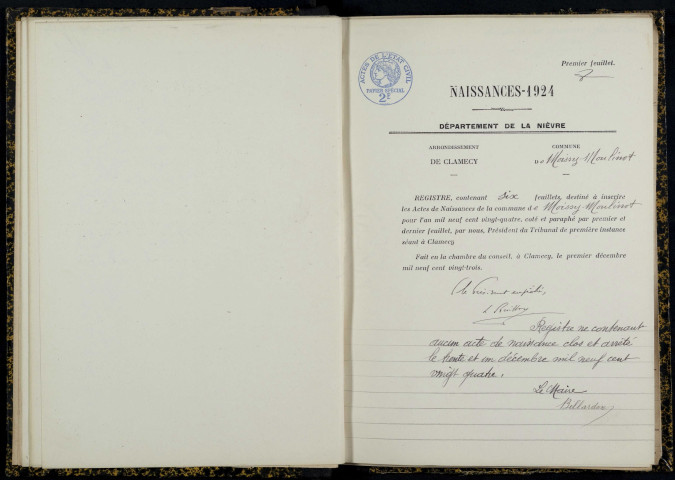 Premier feuillet.
ACTES DE L'ETAT CIVIL
PAPIER SPÉCIAL
2F
NAISSANCES-1924
DÉPARTEMENT DE LA NIÈVRE
ARRONDISSEMENT
DE CLAMECY
COMMUNE
De Moissy-Moulinot
REGISTRE, contenant six feuillets, destiné à inscrire
les Actes de Naissances de la commune de Moissy-Moulinot
pour l'an mil neuf cent vingt-quatre, coté et paraphé par premier et
dernier feuillet, par nous, Président du Tribunal de première instance
séant à Clamecy
Fait en la chambre du conseil, à Clamecy, le premier décembre
mil neuf cent vingt-trois.
Registre ne contenant
aucun acte de naissance clos et arrêté
le trente et un décembre mil neuf cent
vingt quatre.
Le Maire